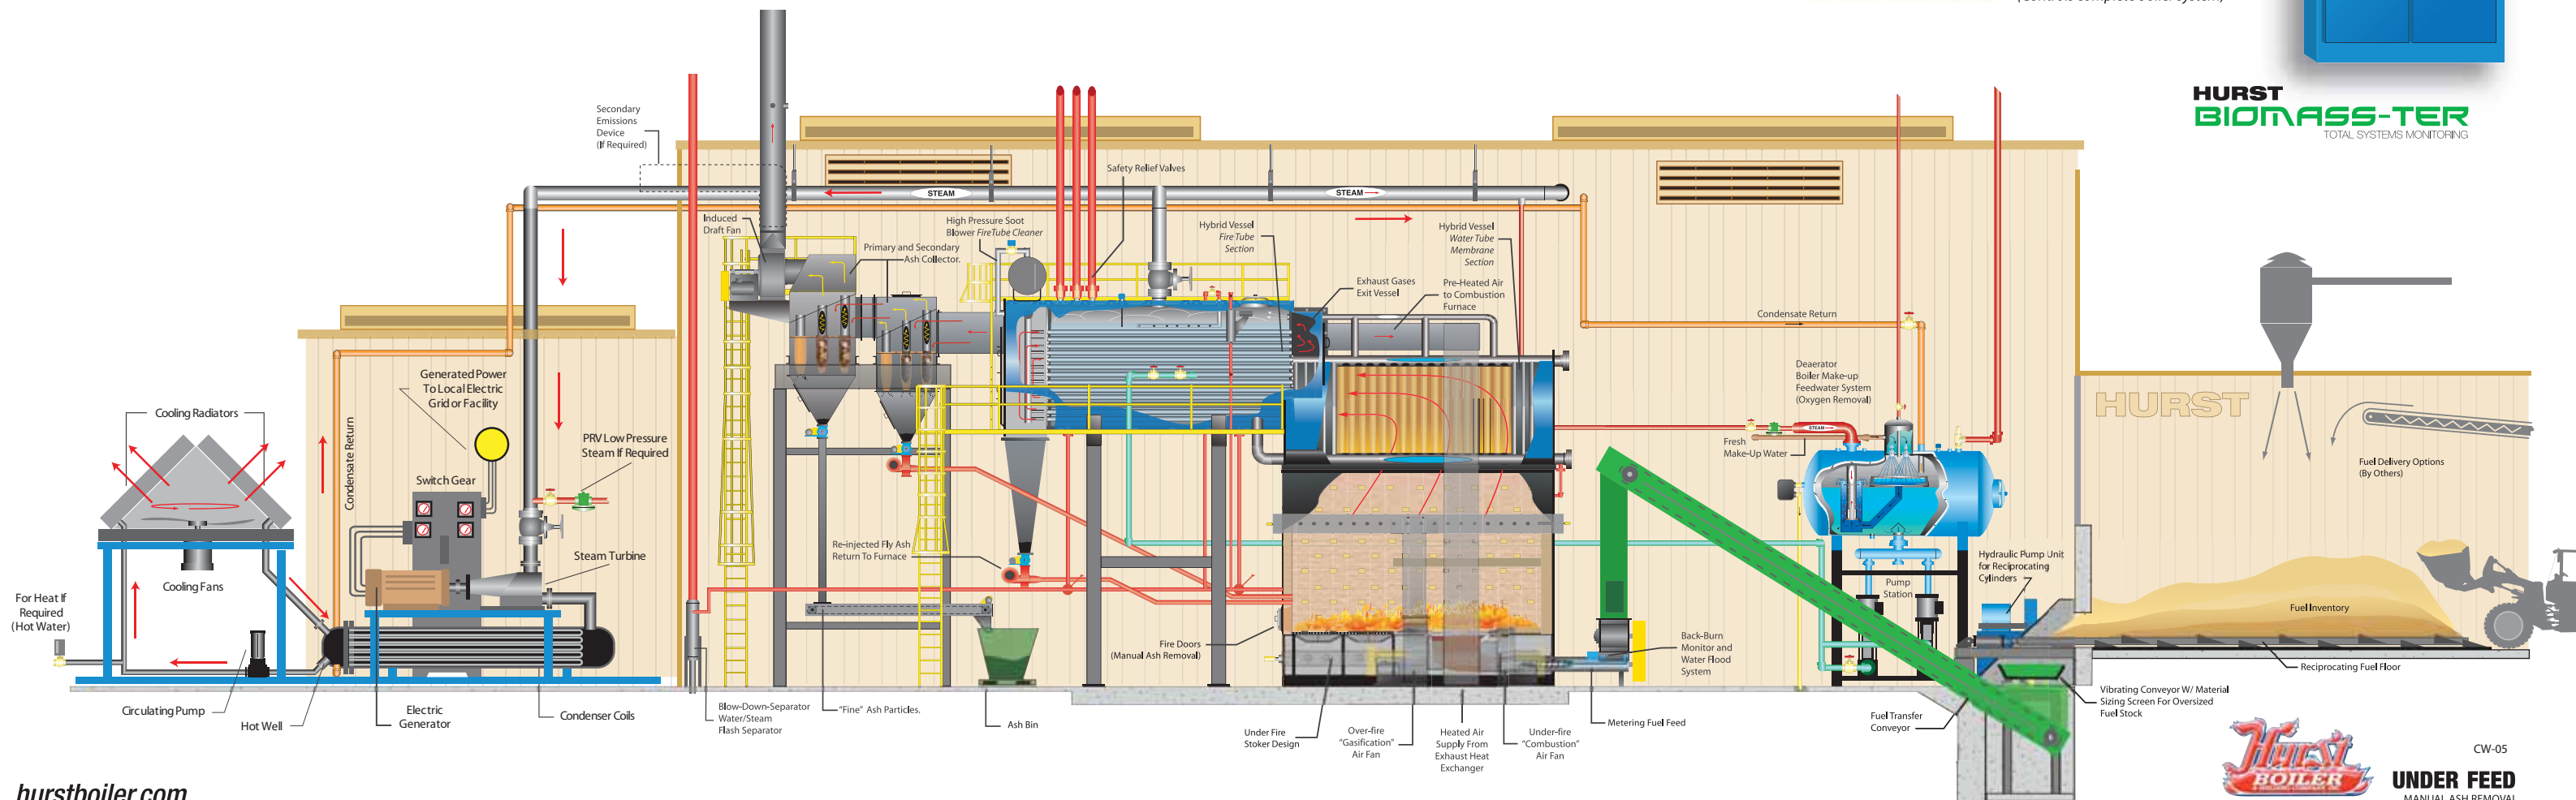 (Controls complete boiler system)
HURST
BIOMASS-TER
TOTAL SYSTEMS MONITORING
Secondary
Emissions
Device
(If Required)
Safety Relief Valves
STEAM
STEAM
Induced
Draft Fan
High Pressure Soot
Blower FireTube Cleaner
Primary and Secondary
Ash Collector.
Hybrid Vessel
Fire Tube
Section
Hybrid Vessel
Water Tube
Membrane
Section
Exhaust Gases
Exit Vessel
Pre-Heated Air
to Combustion
Furnace
Condensate Return
Deaerator
Boiler Make-up
Feedwater System
(Oxygen Removal)
STEAM
Fresh
Make-Up Water
HURST
Fuel Delivery Options
(By Others)
Generated Power
To Local Electric
Grid or Facility
Cooling Radiators
Condensate Return
PRV Low Pressure
Steam If Required
Switch Gear
Steam Turbine
Cooling Fans
For Heat If
Required
(Hot Water)
Re-injected Fly Ash
Return To Furnace
Hydraulic Pump Unit
for Reciprocating
Cylinders
Pump
Station
Fuel Inventory
Fire Doors
(Manual Ash Removal)
Back-Burn
Monitor and
Water Flood
System
Reciprocating Fuel Floor
Vibrating Conveyor W/ Material
Sizing Screen For Oversized
Fuel Stock
Circulating Pump
Hot Well
Electric
Generator
Condenser Coils
Blow-Down-Separator
Water/Steam
Flash Separator
"Fine" Ash Particles.
Ash Bin
Under Fire
Stoker Design
Over-fire
"Gasification"
Air Fan
Heated Air
Supply From
Exhaust Heat
Exchanger
Under-fire
"Combustion"
Air Fan
Metering Fuel Feed
Fuel Transfer
Conveyor
Hurst
BOILER
CW-05
UNDER FEED
MANUAL ASH REMOVAL
hurstboiler.com